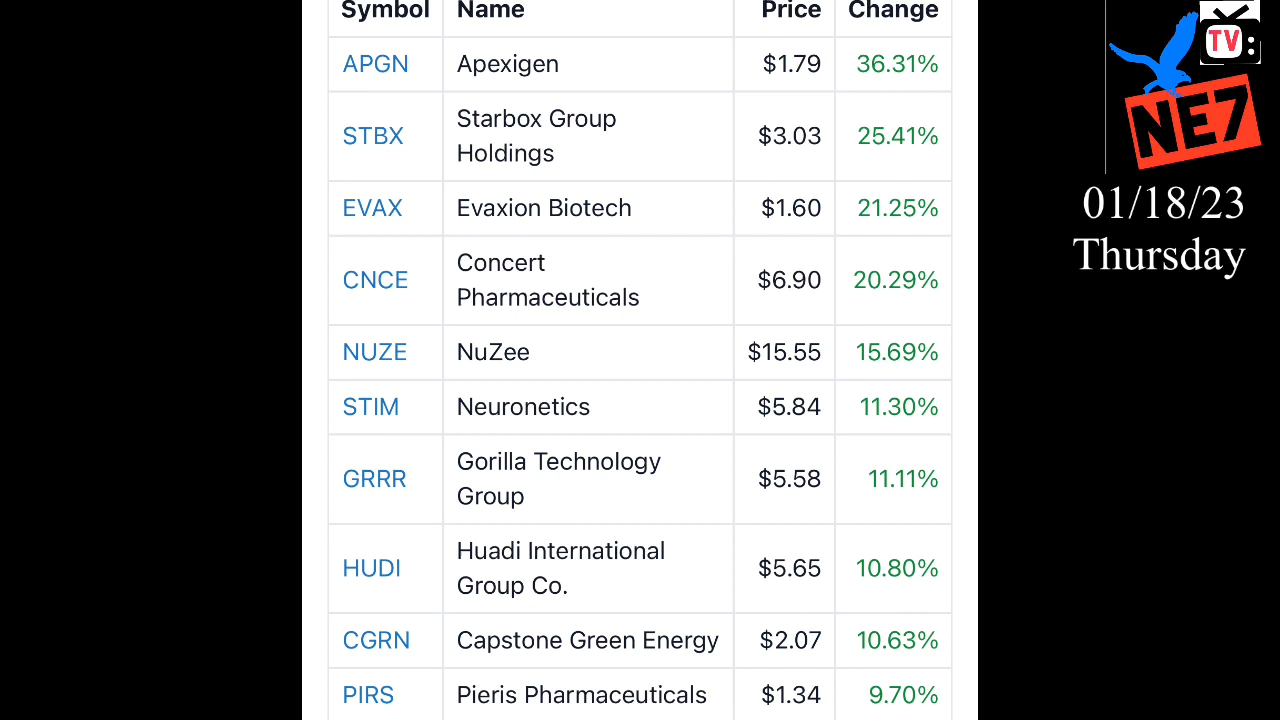 Symbol Name Price Change
APGN Apexigen $1.79 36.31%
STBX Starbox Group Holdings $3.03 25.41%
EVAX Evaxion Biotech $1.60 21.25%
CNCE Concert Pharmaceuticals $6.90 20.29%
NUZE NuZee $15.55 15.69%
STIM Neuronetics $5.84 11.30%
GRRR Gorilla Technology Group $5.58 11.11%
HUDI Huadi International Group Co. $5.65 10.80%
CGRN Capstone Green Energy $2.07 10.63%
PIRS Pieris Pharmaceuticals $1.34 9.70%
TV:
NE7
01/18/23
Thursday